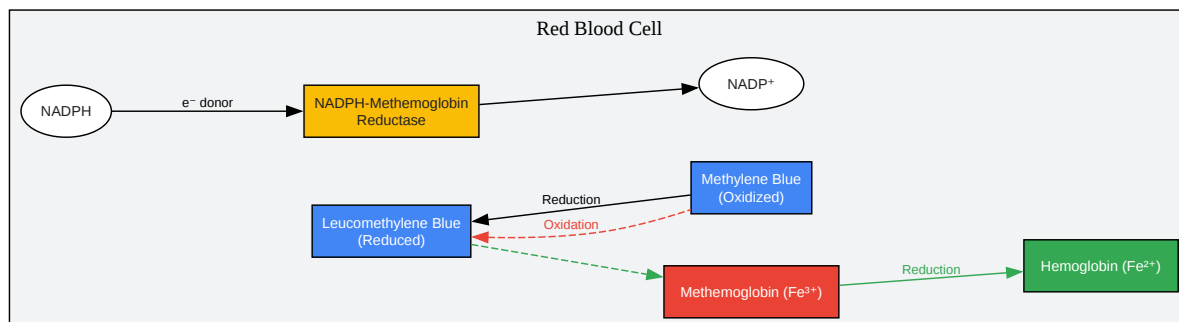 Red Blood Cell
NADPH
e⁻ donor
NADPH-Methemoglobin
Reductase
NADP⁺
Methylene Blue
(Oxidized)
Reduction
Oxidation
Leucomethylene Blue
(Reduced)
Methemoglobin (Fe³⁺)
Reduction
Hemoglobin (Fe²⁺)